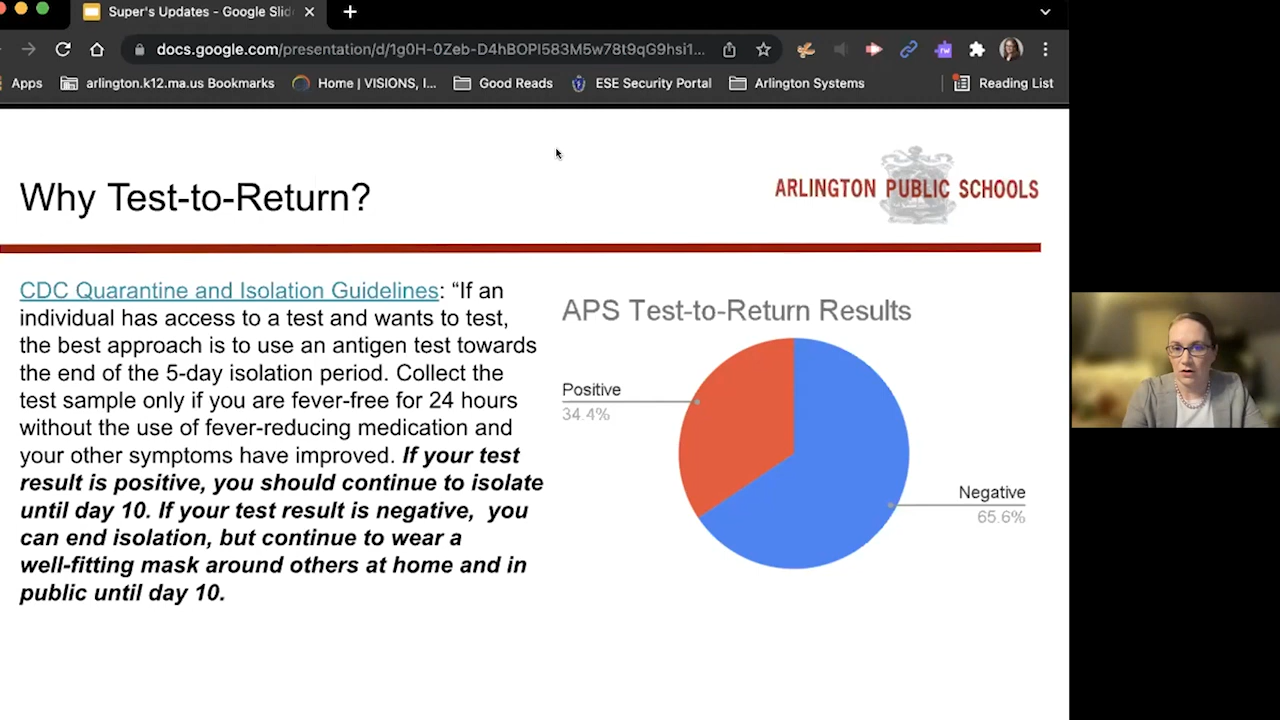 Super's Updates - Google Slid
docs.google.com/presentation/d/1g0H-0Zeb-D4hBOPI583M5w78t9qG9hsi1...
Apps
arlington.k12.ma.us Bookmarks
Home | VISIONS, I...
Good Reads
ESE Security Portal
Arlington Systems
Reading List
Why Test-to-Return?
ARLINGTON PUBLIC SCHOOLS
CDC Quarantine and Isolation Guidelines: “If an
individual has access to a test and wants to test,
the best approach is to use an antigen test towards
the end of the 5-day isolation period. Collect the
test sample only if you are fever-free for 24 hours
without the use of fever-reducing medication and
your other symptoms have improved. If your test
result is positive, you should continue to isolate
until day 10. If your test result is negative, you
can end isolation, but continue to wear a
well-fitting mask around others at home and in
public until day 10.
APS Test-to-Return Results
Positive
34.4%
Negative
65.6%